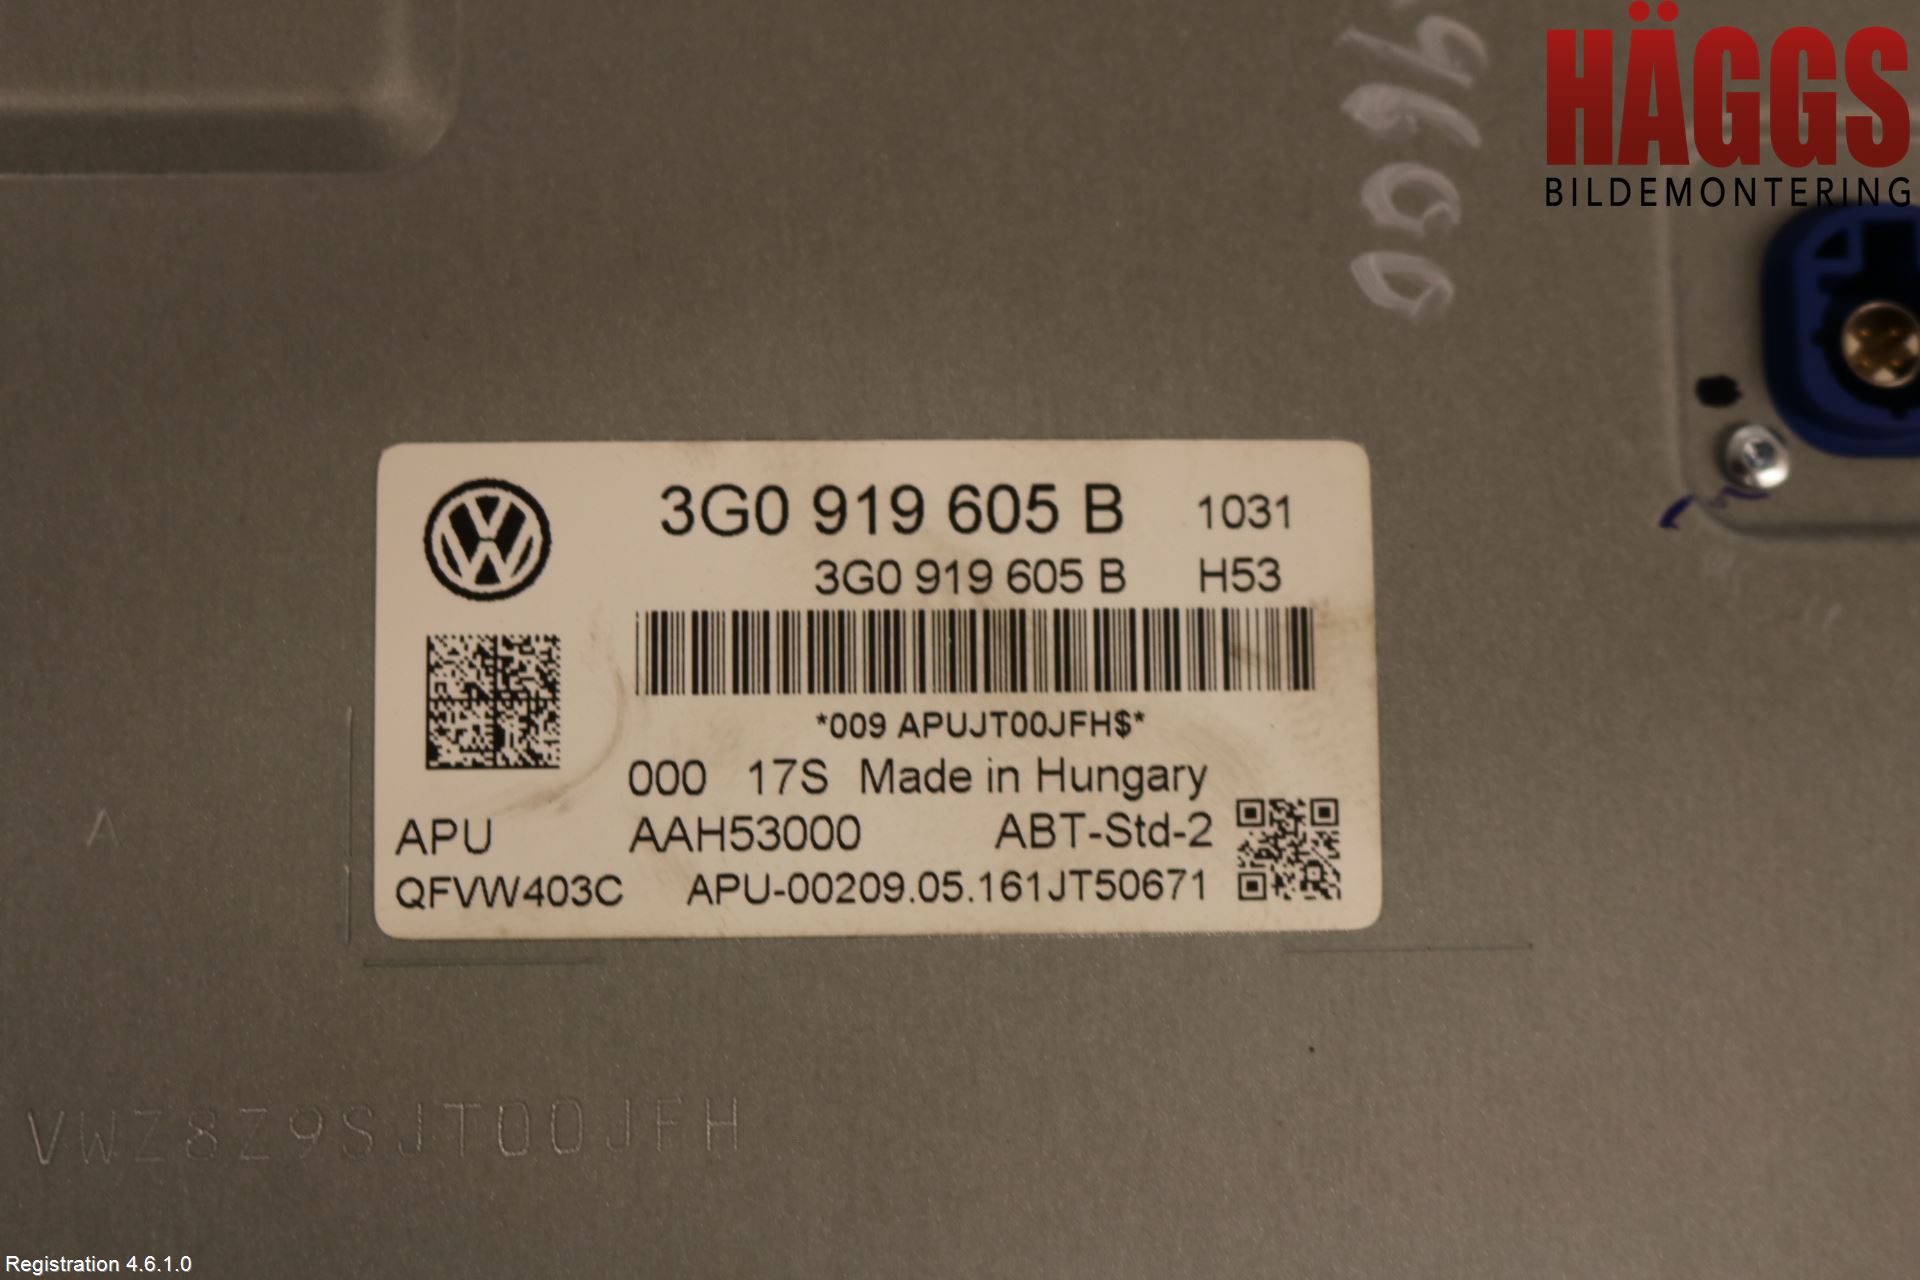 HÄGGS
BILDEMONTERING
3G0 919 605 B 1031
3G0 919 605 B H53
*009 APUJT00JFH$*
000 17S Made in Hungary
APU AAH53000 ABT-Std-2
QFVW403C APU-00209.05.161JT50671
A
VWZ8Z9SJT00JFH
Registration 4.6.1.0